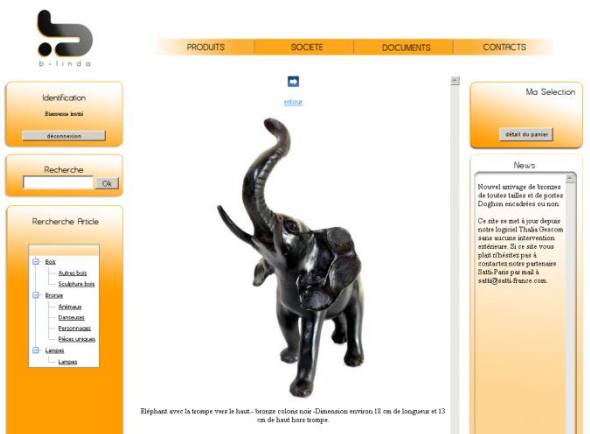 b-linda
PRODUITS
SOCIETE
DOCUMENTS
CONTACTS
Identification
Bienvenue invité
déconnexion
Recherche
Ok
Rercherche Article
Bois
Autres bois
Sculpture bois
Bronze
Animaux
Danseuses
Personnages
Pièces uniques
Lampes
Lampes
retour
Eléphant avec la trompe vers le haut.- bronze coloris noir -Dimension environ 18 cm de longueur et 13
cm de haut hors trompe.
Ma Selection
détail du panier
News
Nouvel arrivage de bronzes
de toutes tailles et de portes
Doghon encadrées ou non.
Ce site se met à jour depuis
notre logiciel Thalia Gescom
sans aucune intervention
extérieure. Si ce site vous
plait n'hésitez pas à
contactez notre partenaire
Satti-Paris par mail à
satti@satti-france.com.